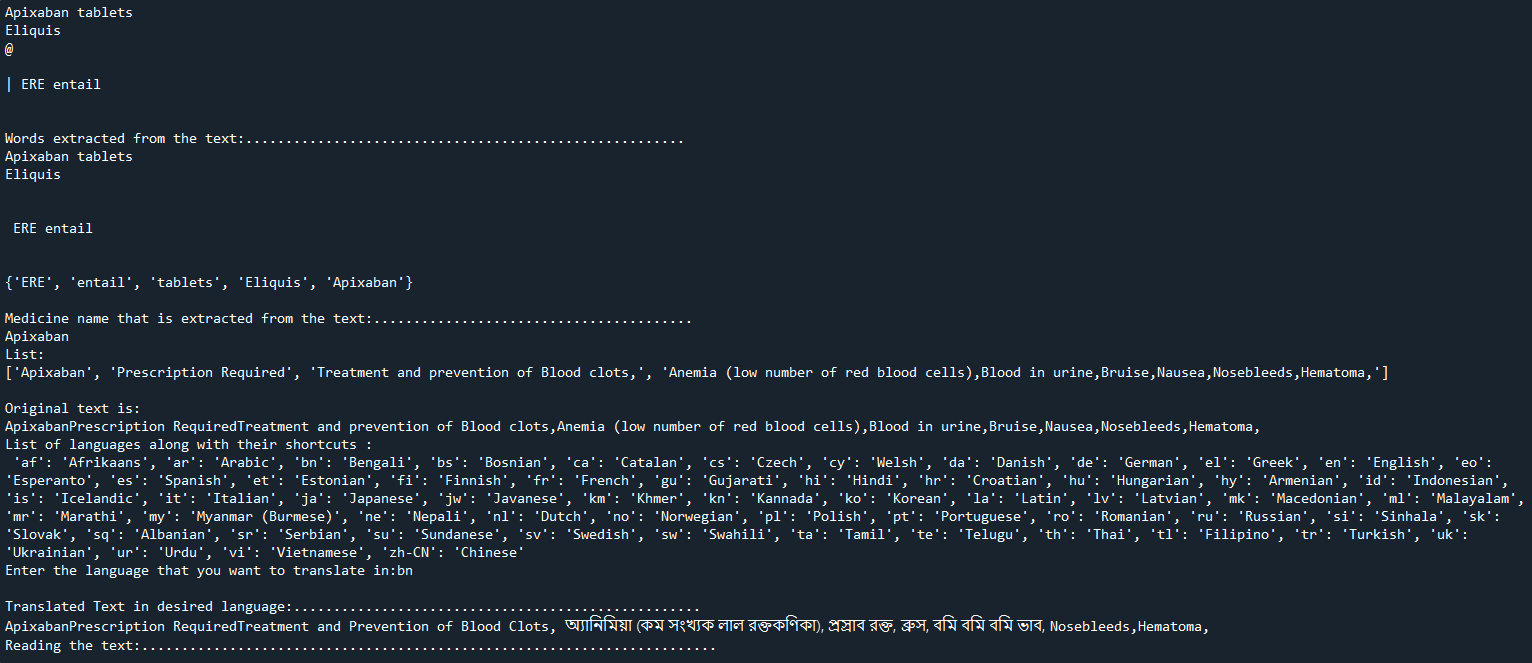 Apixaban tablets
Eliquis
@
| ERE entail
Words extracted from the text:.......................................................
Apixaban tablets
Eliquis
ERE entail
{'ERE', 'entail', 'tablets', 'Eliquis', 'Apixaban'}
Medicine name that is extracted from the text:........................................
Apixaban
List:
['Apixaban', 'Prescription Required', 'Treatment and prevention of Blood clots,', 'Anemia (low number of red blood cells),Blood in urine,Bruise,Nausea,Nosebleeds,Hematoma,']
Original text is:
ApixabanPrescription RequiredTreatment and prevention of Blood clots,Anemia (low number of red blood cells),Blood in urine,Bruise,Nausea,Nosebleeds,Hematoma,
List of languages along with their shortcuts :
'af': 'Afrikaans', 'ar': 'Arabic', 'bn': 'Bengali', 'bs': 'Bosnian', 'ca': 'Catalan', 'cs': 'Czech', 'cy': 'Welsh', 'da': 'Danish', 'de': 'German', 'el': 'Greek', 'en': 'English', 'eo':
'Esperanto', 'es': 'Spanish', 'et': 'Estonian', 'fi': 'Finnish', 'fr': 'French', 'gu': 'Gujarati', 'hi': 'Hindi', 'hr': 'Croatian', 'hu': 'Hungarian', 'hy': 'Armenian', 'id': 'Indonesian',
'is': 'Icelandic', 'it': 'Italian', 'ja': 'Japanese', 'jw': 'Javanese', 'km': 'Khmer', 'kn': 'Kannada', 'ko': 'Korean', 'la': 'Latin', 'lv': 'Latvian', 'mk': 'Macedonian', 'ml': 'Malayalam',
'mr': 'Marathi', 'my': 'Myanmar (Burmese)', 'ne': 'Nepali', 'nl': 'Dutch', 'no': 'Norwegian', 'pl': 'Polish', 'pt': 'Portuguese', 'ro': 'Romanian', 'ru': 'Russian', 'si': 'Sinhala', 'sk':
'Slovak', 'sq': 'Albanian', 'sr': 'Serbian', 'su': 'Sundanese', 'sv': 'Swedish', 'sw': 'Swahili', 'ta': 'Tamil', 'te': 'Telugu', 'th': 'Thai', 'tl': 'Filipino', 'tr': 'Turkish', 'uk':
'Ukrainian', 'ur': 'Urdu', 'vi': 'Vietnamese', 'zh-CN': 'Chinese'
Enter the language that you want to translate in:bn
Translated Text in desired language:...................................................
ApixabanPrescription RequiredTreatment and Prevention of Blood Clots, অ্যানিমিয়া (কম সংখ্যক লাল রক্তকণিকা), প্রস্রাব রক্ত, ব্রুস, বমি বমি বমি ভাব, Nosebleeds,Hematoma,
Reading the text:........................................................................